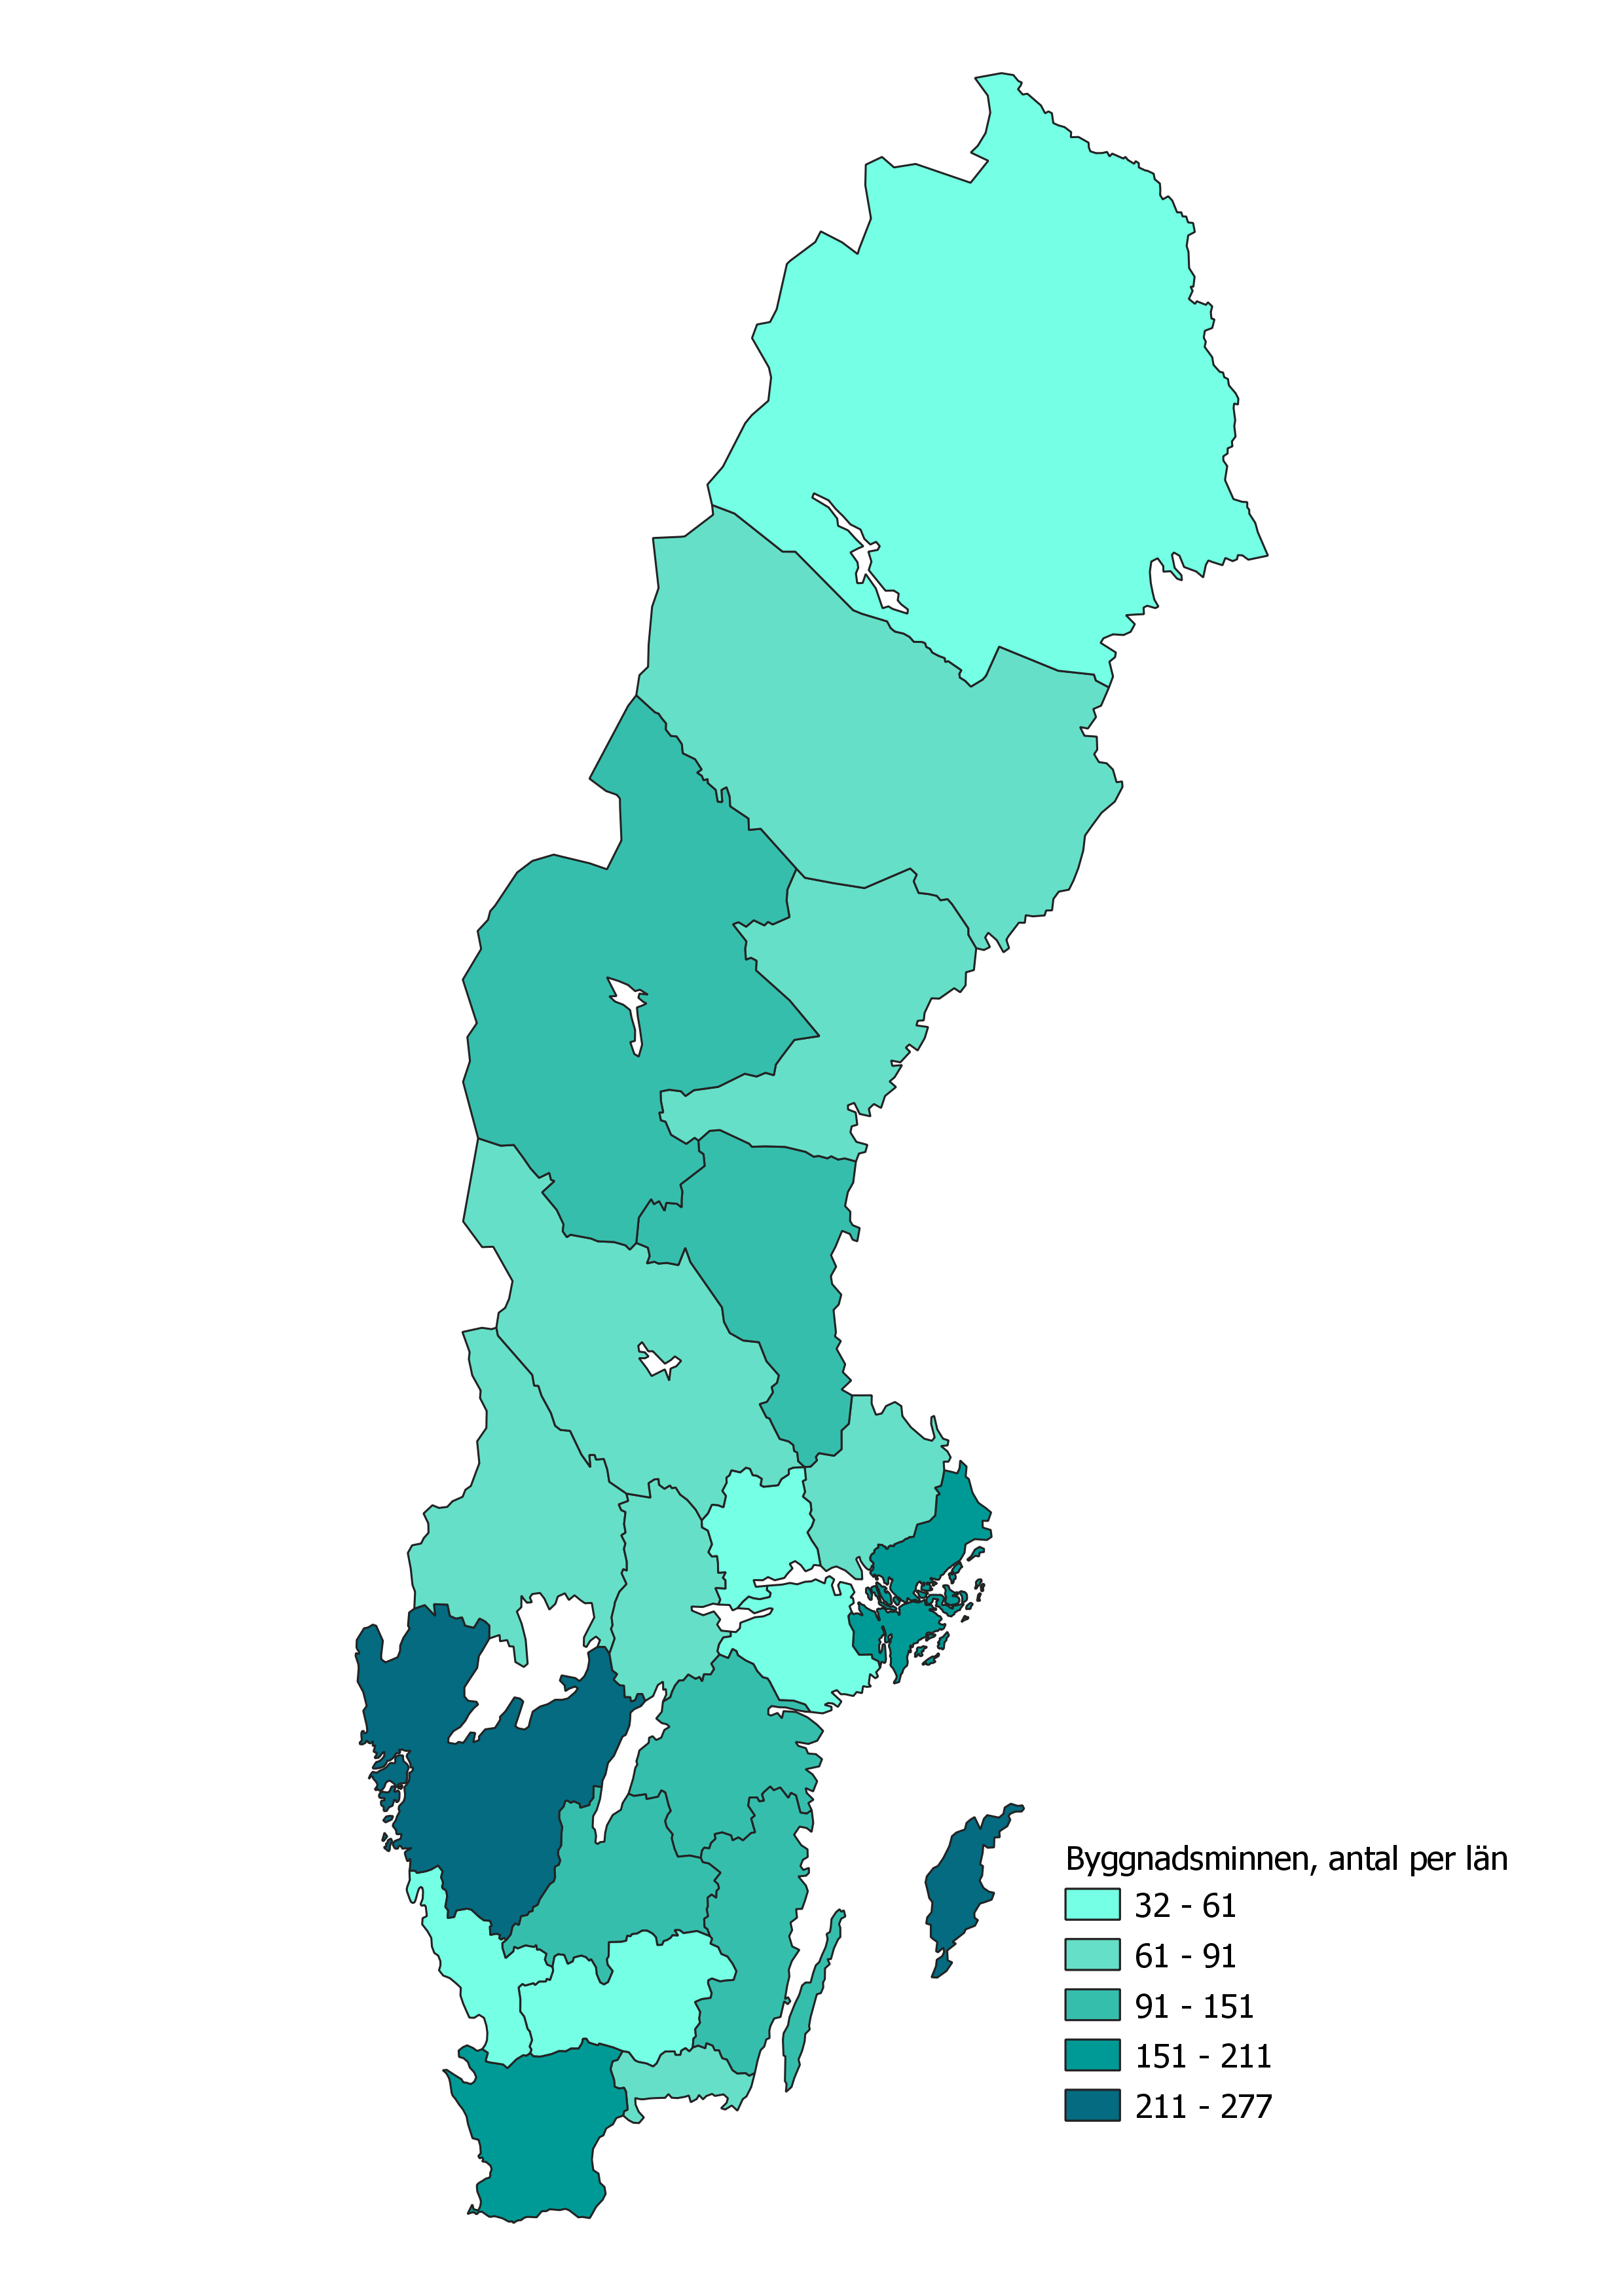 Byggnadsminnen, antal per län
32 - 61
61 - 91
91 - 151
151 - 211
211 - 277